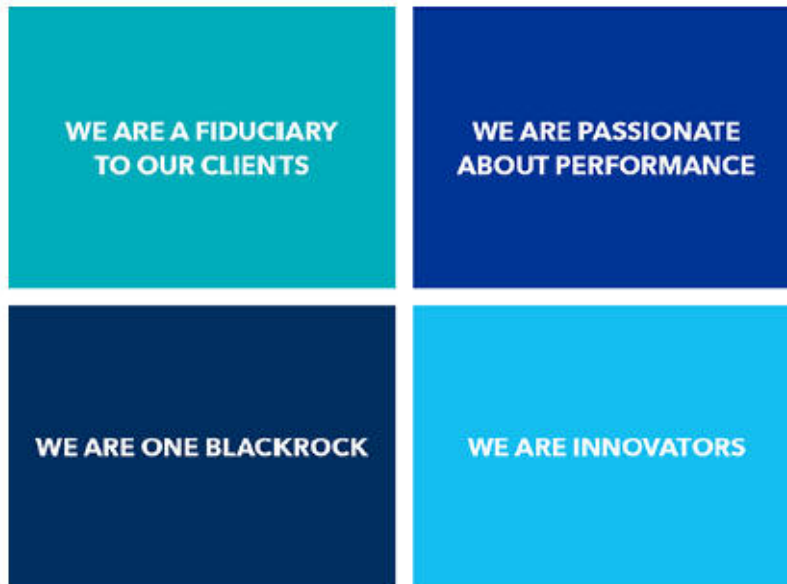 WE ARE A FIDUCIARY
TO OUR CLIENTS
WE ARE PASSIONATE
ABOUT PERFORMANCE
WE ARE ONE BLACKROCK
WE ARE INNOVATORS